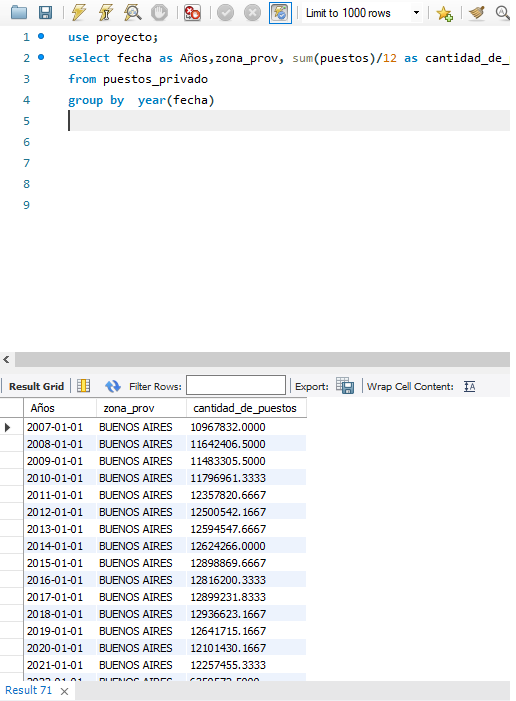 Limit to 1000 rows
1 use proyecto;
2 select fecha as Años,zona_prov, sum(puestos)/12 as cantidad_de_
3 from puestos_privado
4 group by year(fecha)
5
6
7
8
9
Result Grid Filter Rows: Export: Wrap Cell Content: IA
Años zona_prov cantidad_de_puestos
2007-01-01 BUENOS AIRES 10967832.0000
2008-01-01 BUENOS AIRES 11642406.5000
2009-01-01 BUENOS AIRES 11483305.5000
2010-01-01 BUENOS AIRES 11796961.3333
2011-01-01 BUENOS AIRES 12357820.6667
2012-01-01 BUENOS AIRES 12500542.1667
2013-01-01 BUENOS AIRES 12594547.6667
2014-01-01 BUENOS AIRES 12624266.0000
2015-01-01 BUENOS AIRES 12898869.6667
2016-01-01 BUENOS AIRES 12816200.3333
2017-01-01 BUENOS AIRES 12899231.8333
2018-01-01 BUENOS AIRES 12936623.1667
2019-01-01 BUENOS AIRES 12641715.1667
2020-01-01 BUENOS AIRES 12101430.1667
2021-01-01 BUENOS AIRES 12257455.3333
BUENOS AIRES
Result 71